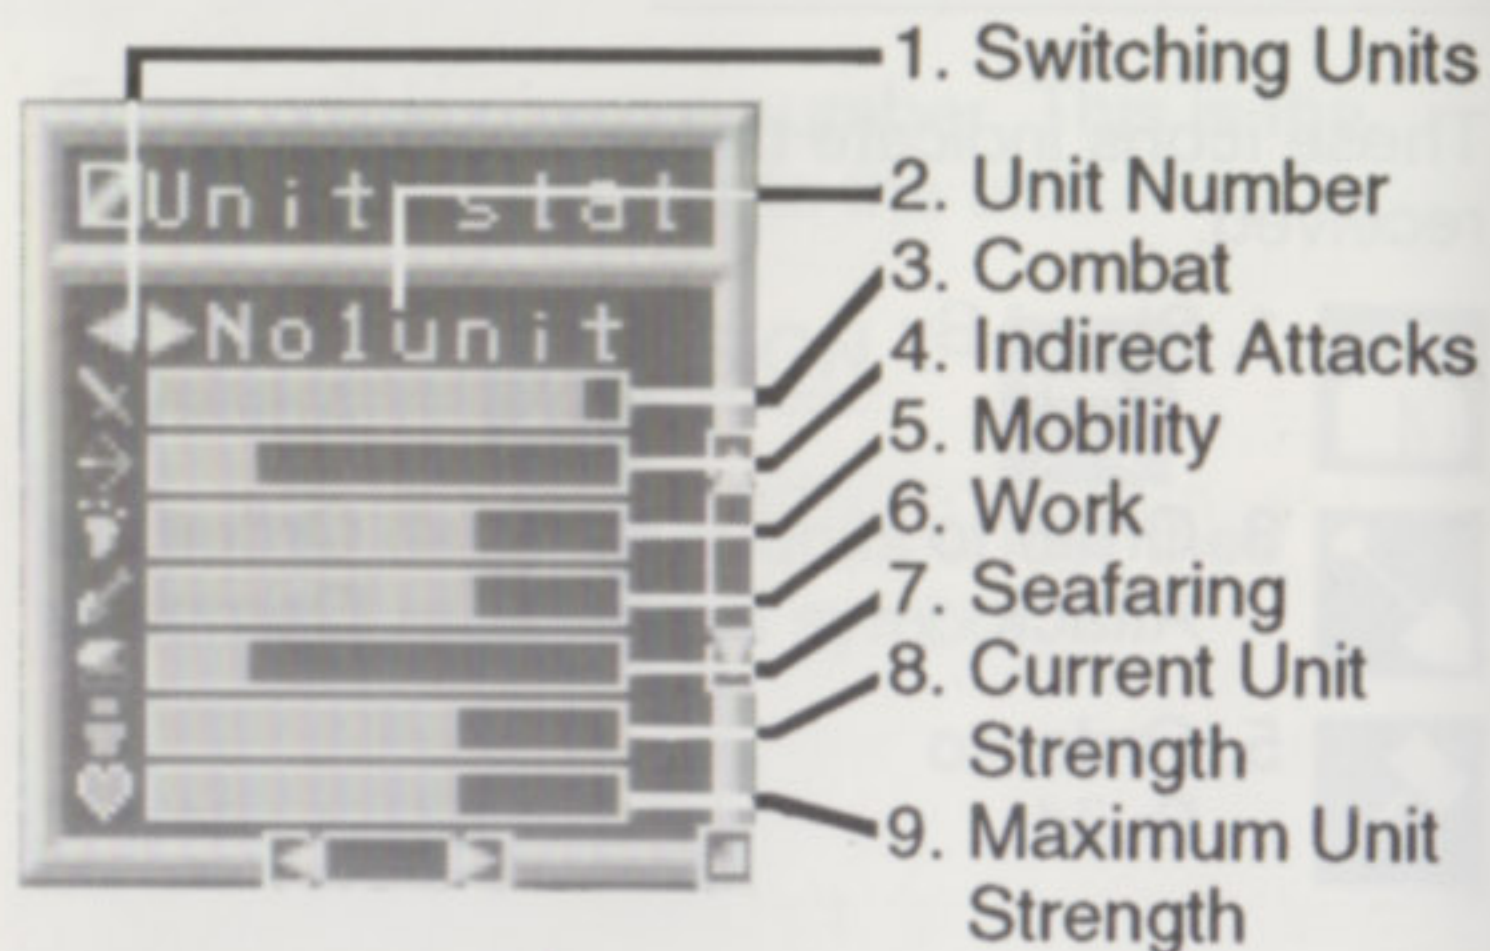 1. Switching Units
Unit stat
2. Unit Number
No1unit
3. Combat
4. Indirect Attacks
5. Mobility
6. Work
7. Seafaring
8. Current Unit
Strength
9. Maximum Unit
Strength